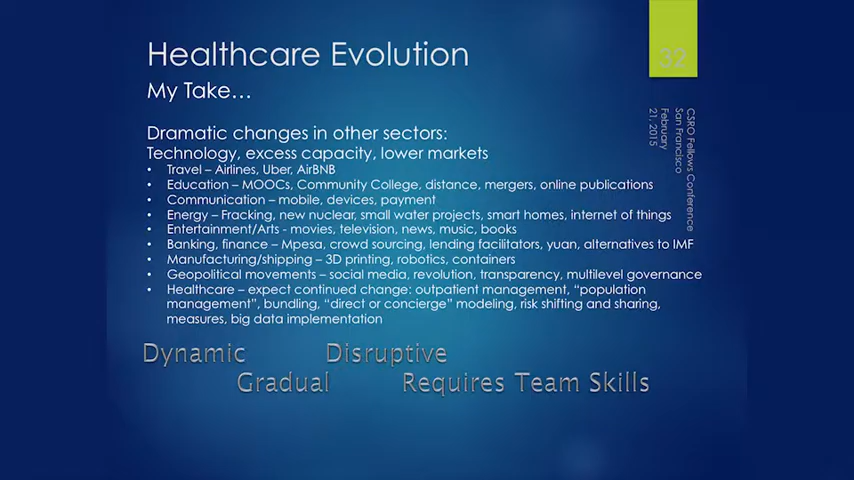 Healthcare Evolution
32
My Take…
CSRO Fellows Conference
San Francisco
February
21, 2015
Dramatic changes in other sectors:
Technology, excess capacity, lower markets
• Travel – Airlines, Uber, AirBNB
• Education – MOOCs, Community College, distance, mergers, online publications
• Communication – mobile, devices, payment
• Energy – Fracking, new nuclear, small water projects, smart homes, internet of things
• Entertainment/Arts - movies, television, news, music, books
• Banking, finance – Mpesa, crowd sourcing, lending facilitators, yuan, alternatives to IMF
• Manufacturing/shipping – 3D printing, robotics, containers
• Geopolitical movements – social media, revolution, transparency, multilevel governance
• Healthcare – expect continued change: outpatient management, “population
management”, bundling, “direct or concierge” modeling, risk shifting and sharing,
measures, big data implementation
Dynamic Disruptive
Gradual Requires Team Skills